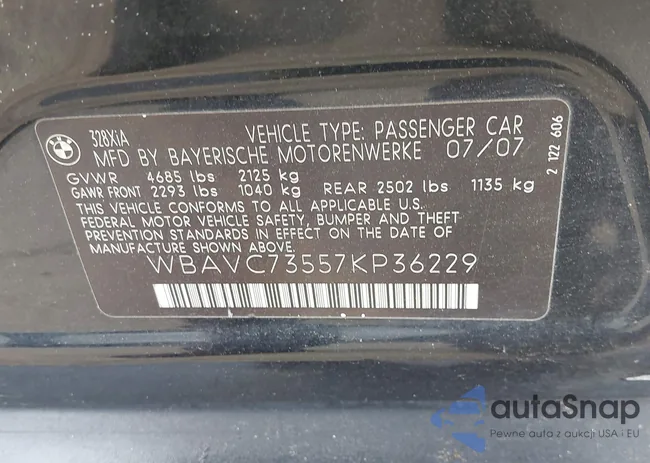 BMW
328XiA
VEHICLE TYPE: PASSENGER CAR
MFD BY BAYERISCHE MOTORENWERKE 07/07
GVWR 4685 lbs 2125 kg
GAWR FRONT 2293 lbs 1040 kg REAR 2502 lbs 1135 kg
THIS VEHICLE CONFORMS TO ALL APPLICABLE U.S.
FEDERAL MOTOR VEHICLE SAFETY, BUMPER AND THEFT
PREVENTION STANDARDS IN EFFECT ON THE DATE OF
MANUFACTURE SHOWN ABOVE.
WBAVC73557KP36229
2 122 606
autaSnap
Pewne auta z aukcji USA i EU